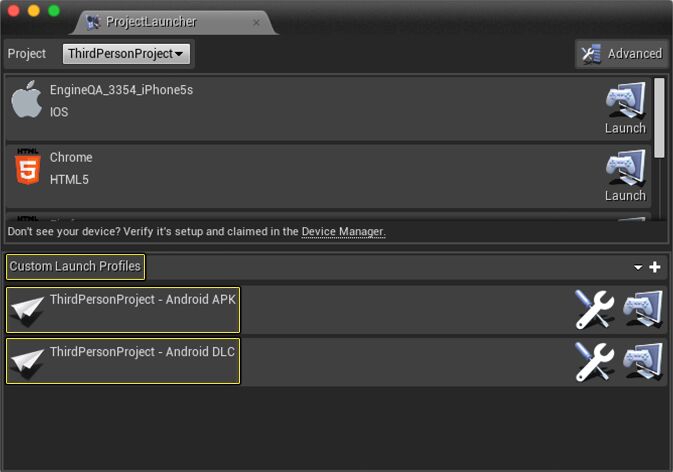 ProjectLauncher
Project
ThirdPersonProject
Advanced
EngineQA_3354_iPhone5s
IOS
Launch
HTML
5
Chrome
HTML5
Launch
HTML
Don't see your device? Verify it's setup and claimed in the Device Manager.
Custom Launch Profiles
ThirdPersonProject - Android APK
ThirdPersonProject - Android DLC